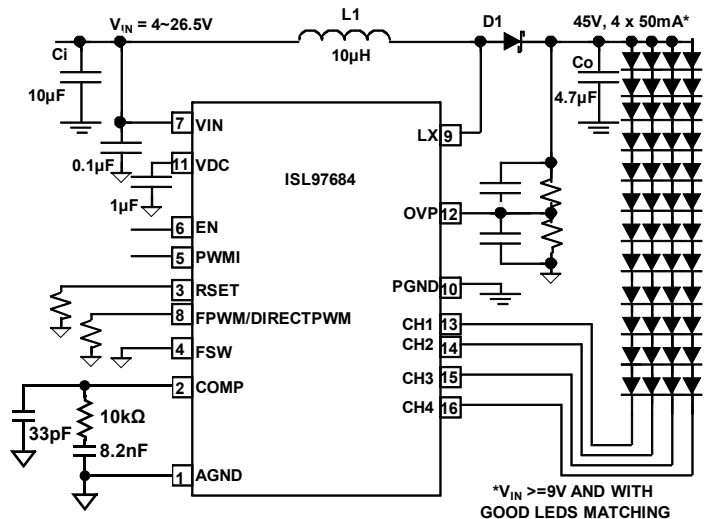 V_IN = 4~26.5V
L1
D1
45V, 4 x 50mA*
Ci
10µH
Co
10µF
4.7µF
7 VIN
LX 9
0.1µF
11 VDC
ISL97684
1µF
OVP 12
6 EN
5 PWMI
3 RSET
PGND 10
8 FPWM/DIRECTPWM
CH1 13
4 FSW
CH2 14
2 COMP
CH3 15
CH4 16
10kΩ
33pF
8.2nF
1 AGND
*V_IN >=9V AND WITH
GOOD LEDS MATCHING